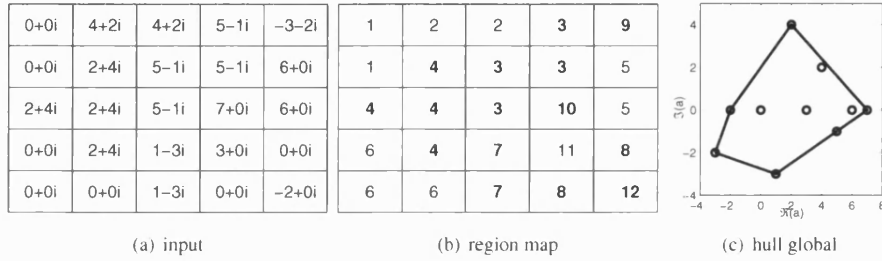 0+0i 4+2i 4+2i 5−1i −3−2i
0+0i 2+4i 5−1i 5−1i 6+0i
2+4i 2+4i 5−1i 7+0i 6+0i
0+0i 2+4i 1−3i 3+0i 0+0i
0+0i 0+0i 1−3i 0+0i −2+0i
(a) input
1 2 2 3 9
1 4 3 3 5
4 4 3 10 5
6 4 7 11 8
6 6 7 8 12
(b) region map
4
2
0
−2
−4
ℑ(a)
−4 −2 0 2 4 6 8
ℜ(a)
(c) hull global